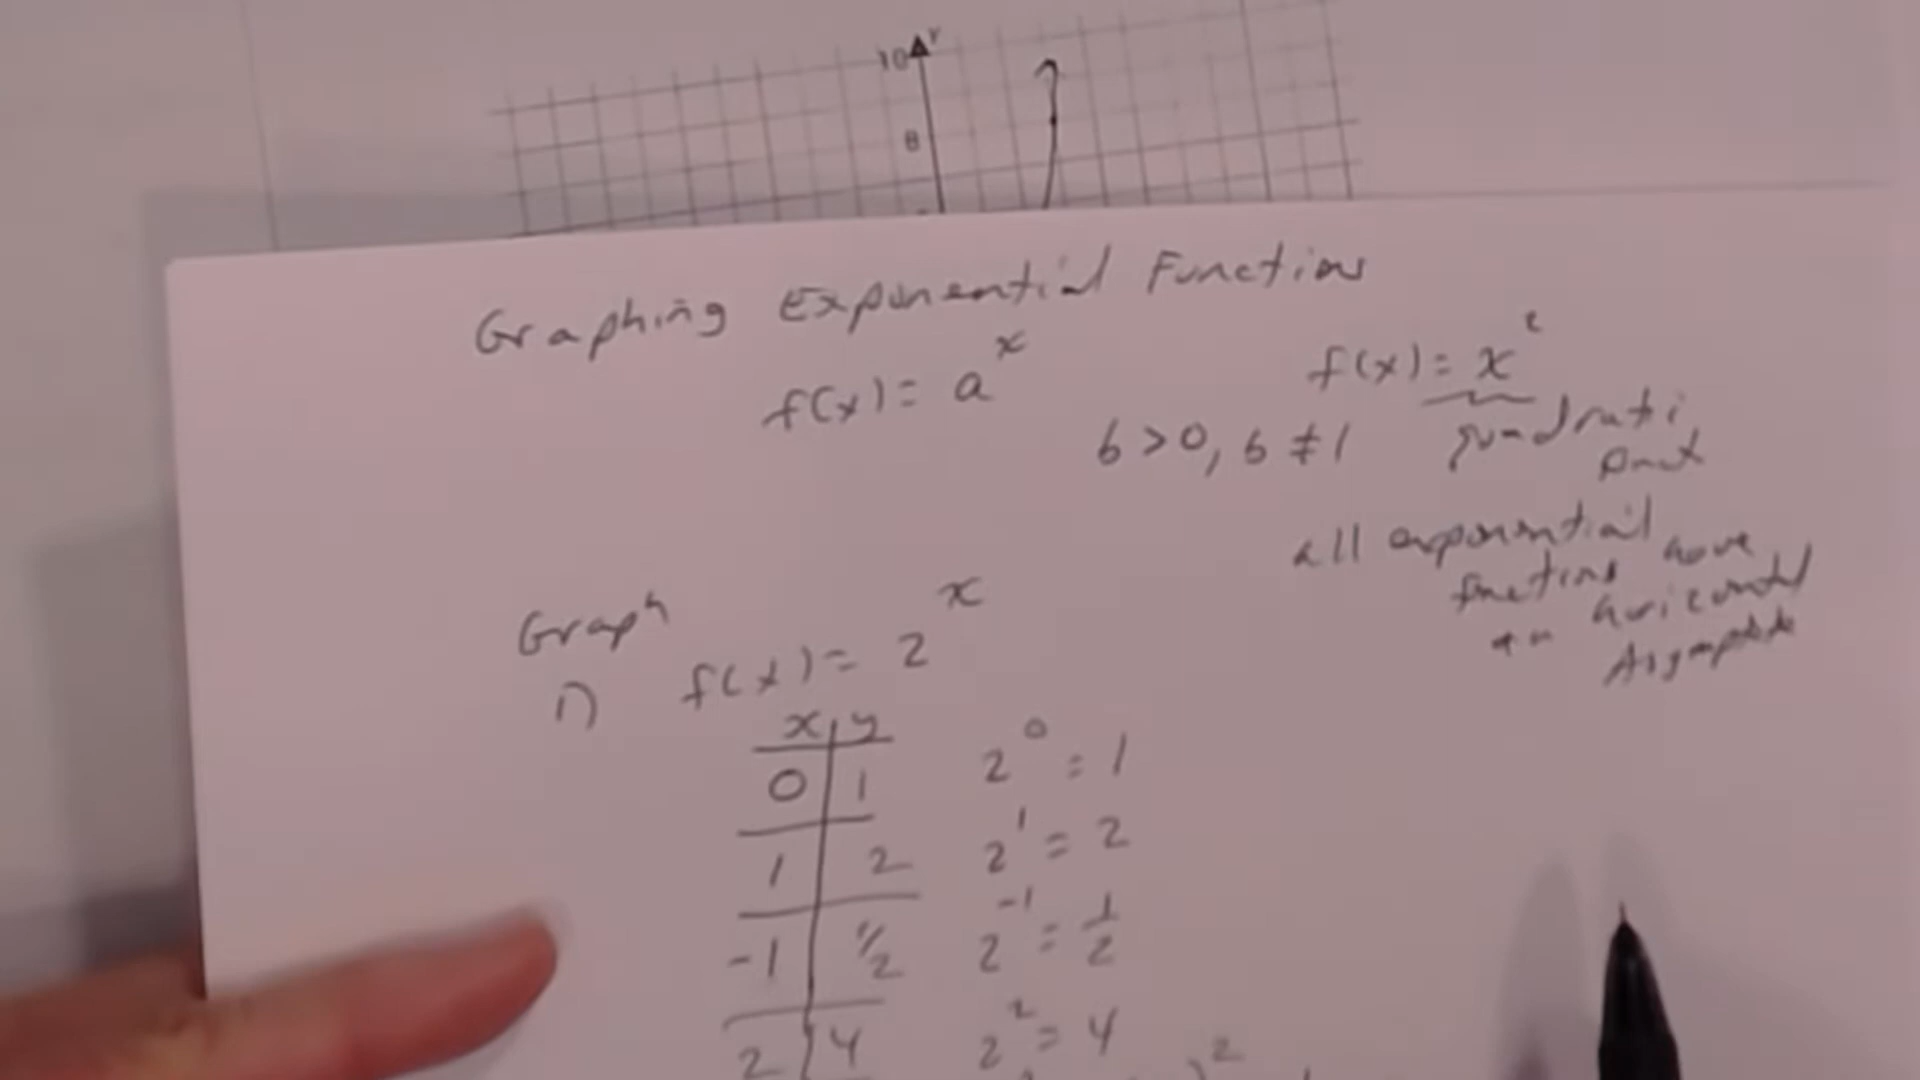 10 Y
8
Graphing Exponential Function
f(x) = a^x
f(x) = x^2
quadratic
b > 0, b ≠ 1
all exponential
functions have
an horizontal
Asymptote
Graph
1) f(x) = 2^x
x | y
0 | 1   2^0 = 1
1 | 2   2^1 = 2
-1 | 1/2   2^-1 = 1/2
2 | 4   2^2 = 4